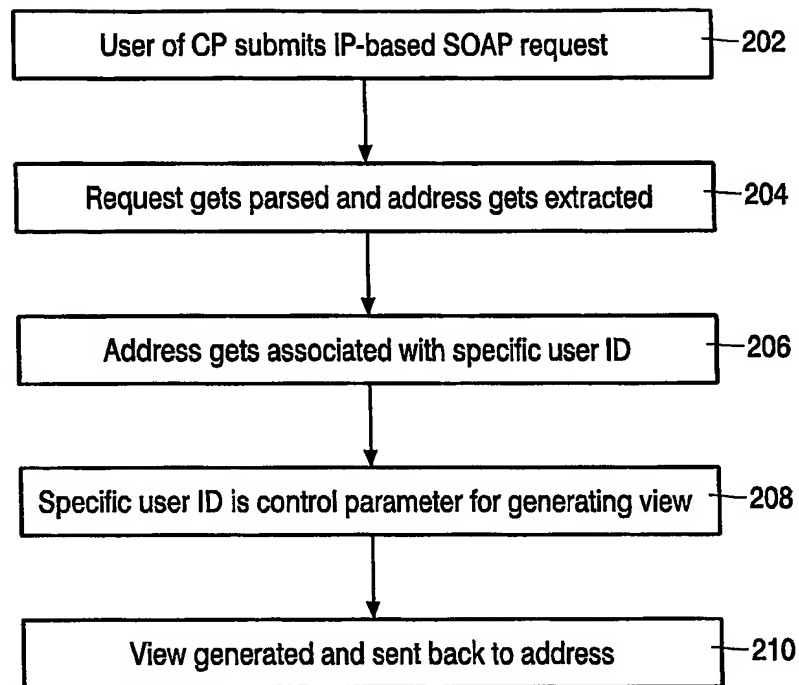 User of CP submits IP-based SOAP request 202
Request gets parsed and address gets extracted 204
Address gets associated with specific user ID 206
Specific user ID is control parameter for generating view 208
View generated and sent back to address 210